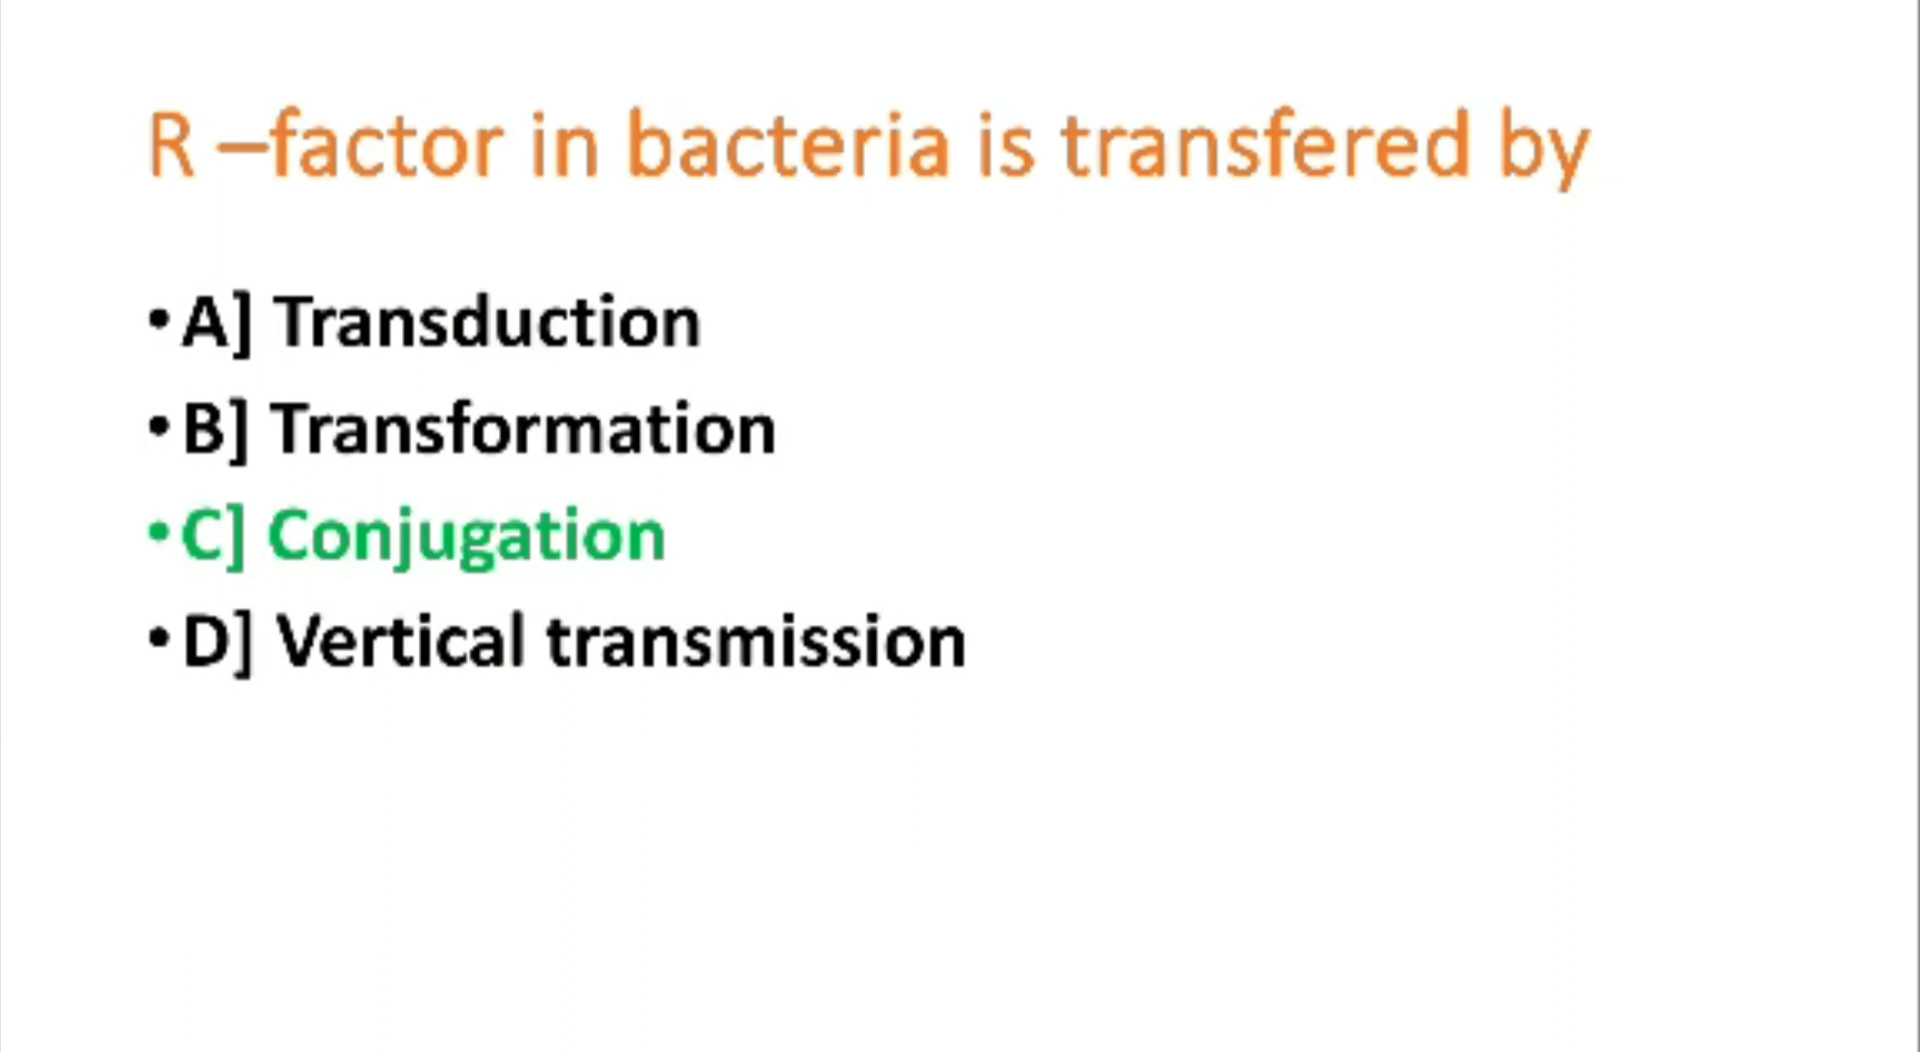 R –factor in bacteria is transfered by
• A] Transduction
• B] Transformation
• C] Conjugation
• D] Vertical transmission